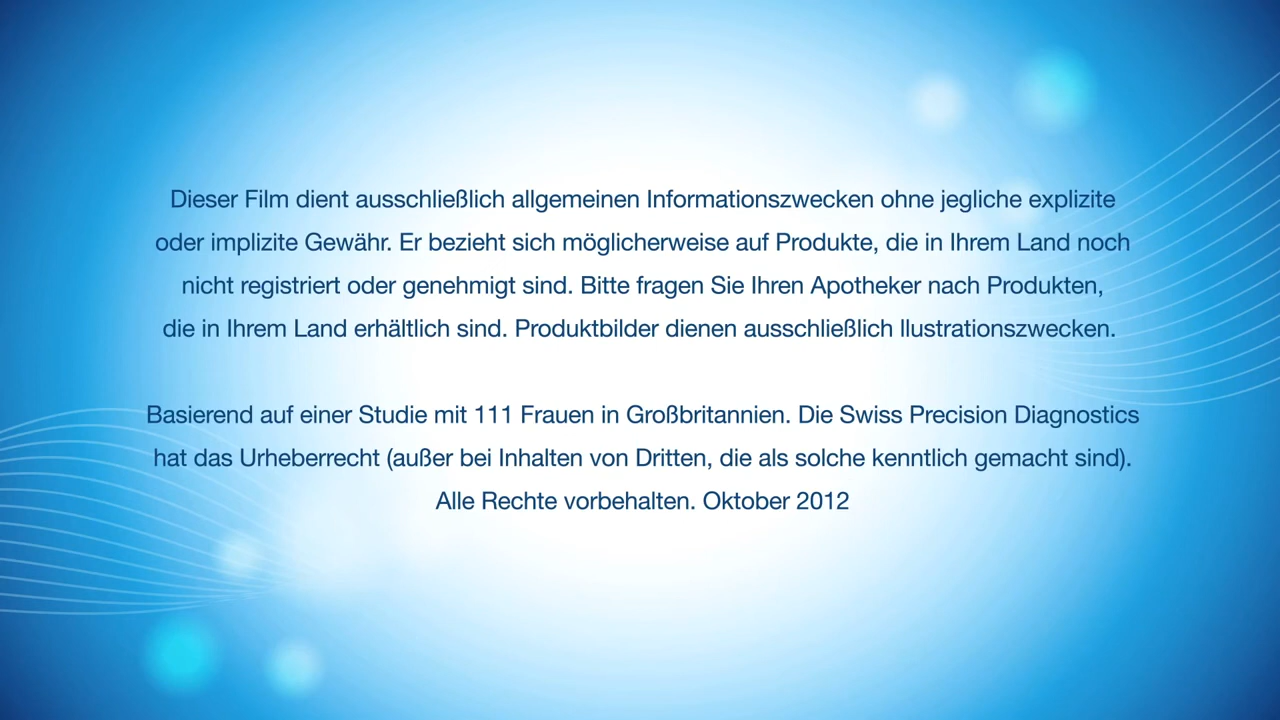 Dieser Film dient ausschließlich allgemeinen Informationszwecken ohne jegliche explizite
oder implizite Gewähr. Er bezieht sich möglicherweise auf Produkte, die in Ihrem Land noch
nicht registriert oder genehmigt sind. Bitte fragen Sie Ihren Apotheker nach Produkten,
die in Ihrem Land erhältlich sind. Produktbilder dienen ausschließlich llustrationszwecken.
Basierend auf einer Studie mit 111 Frauen in Großbritannien. Die Swiss Precision Diagnostics
hat das Urheberrecht (außer bei Inhalten von Dritten, die als solche kenntlich gemacht sind).
Alle Rechte vorbehalten. Oktober 2012